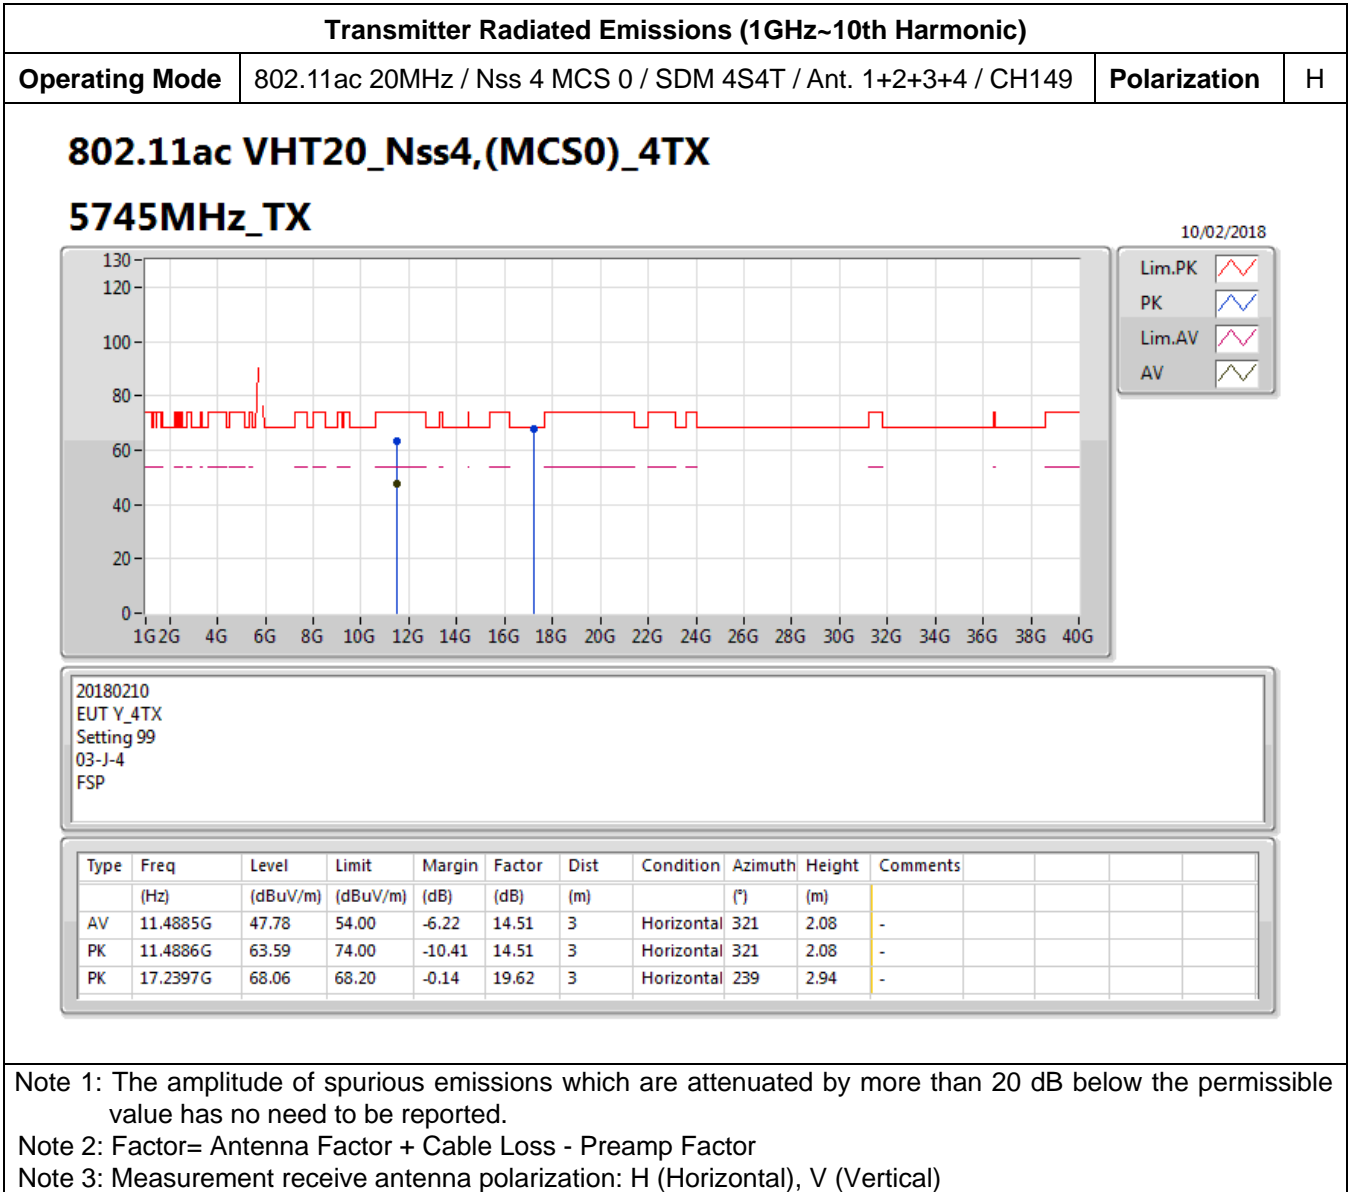 Transmitter Radiated Emissions (1GHz~10th Harmonic)
Operating Mode 802.11ac 20MHz / Nss 4 MCS 0 / SDM 4S4T / Ant. 1+2+3+4 / CH149 Polarization H
802.11ac VHT20_Nss4,(MCS0)_4TX
5745MHz_TX
10/02/2018
130
120
100
80
60
40
20
0
1G 2G 4G 6G 8G 10G 12G 14G 16G 18G 20G 22G 24G 26G 28G 30G 32G 34G 36G 38G 40G
Lim.PK
PK
Lim.AV
AV
20180210
EUT Y_4TX
Setting 99
03-J-4
FSP
Type Freq Level Limit Margin Factor Dist Condition Azimuth Height Comments
(Hz) (dBuV/m) (dBuV/m) (dB) (dB) (m) (°) (m)
AV 11.4885G 47.78 54.00 -6.22 14.51 3 Horizontal 321 2.08 -
PK 11.4886G 63.59 74.00 -10.41 14.51 3 Horizontal 321 2.08 -
PK 17.2397G 68.06 68.20 -0.14 19.62 3 Horizontal 239 2.94 -
Note 1: The amplitude of spurious emissions which are attenuated by more than 20 dB below the permissible
value has no need to be reported.
Note 2: Factor= Antenna Factor + Cable Loss - Preamp Factor
Note 3: Measurement receive antenna polarization: H (Horizontal), V (Vertical)